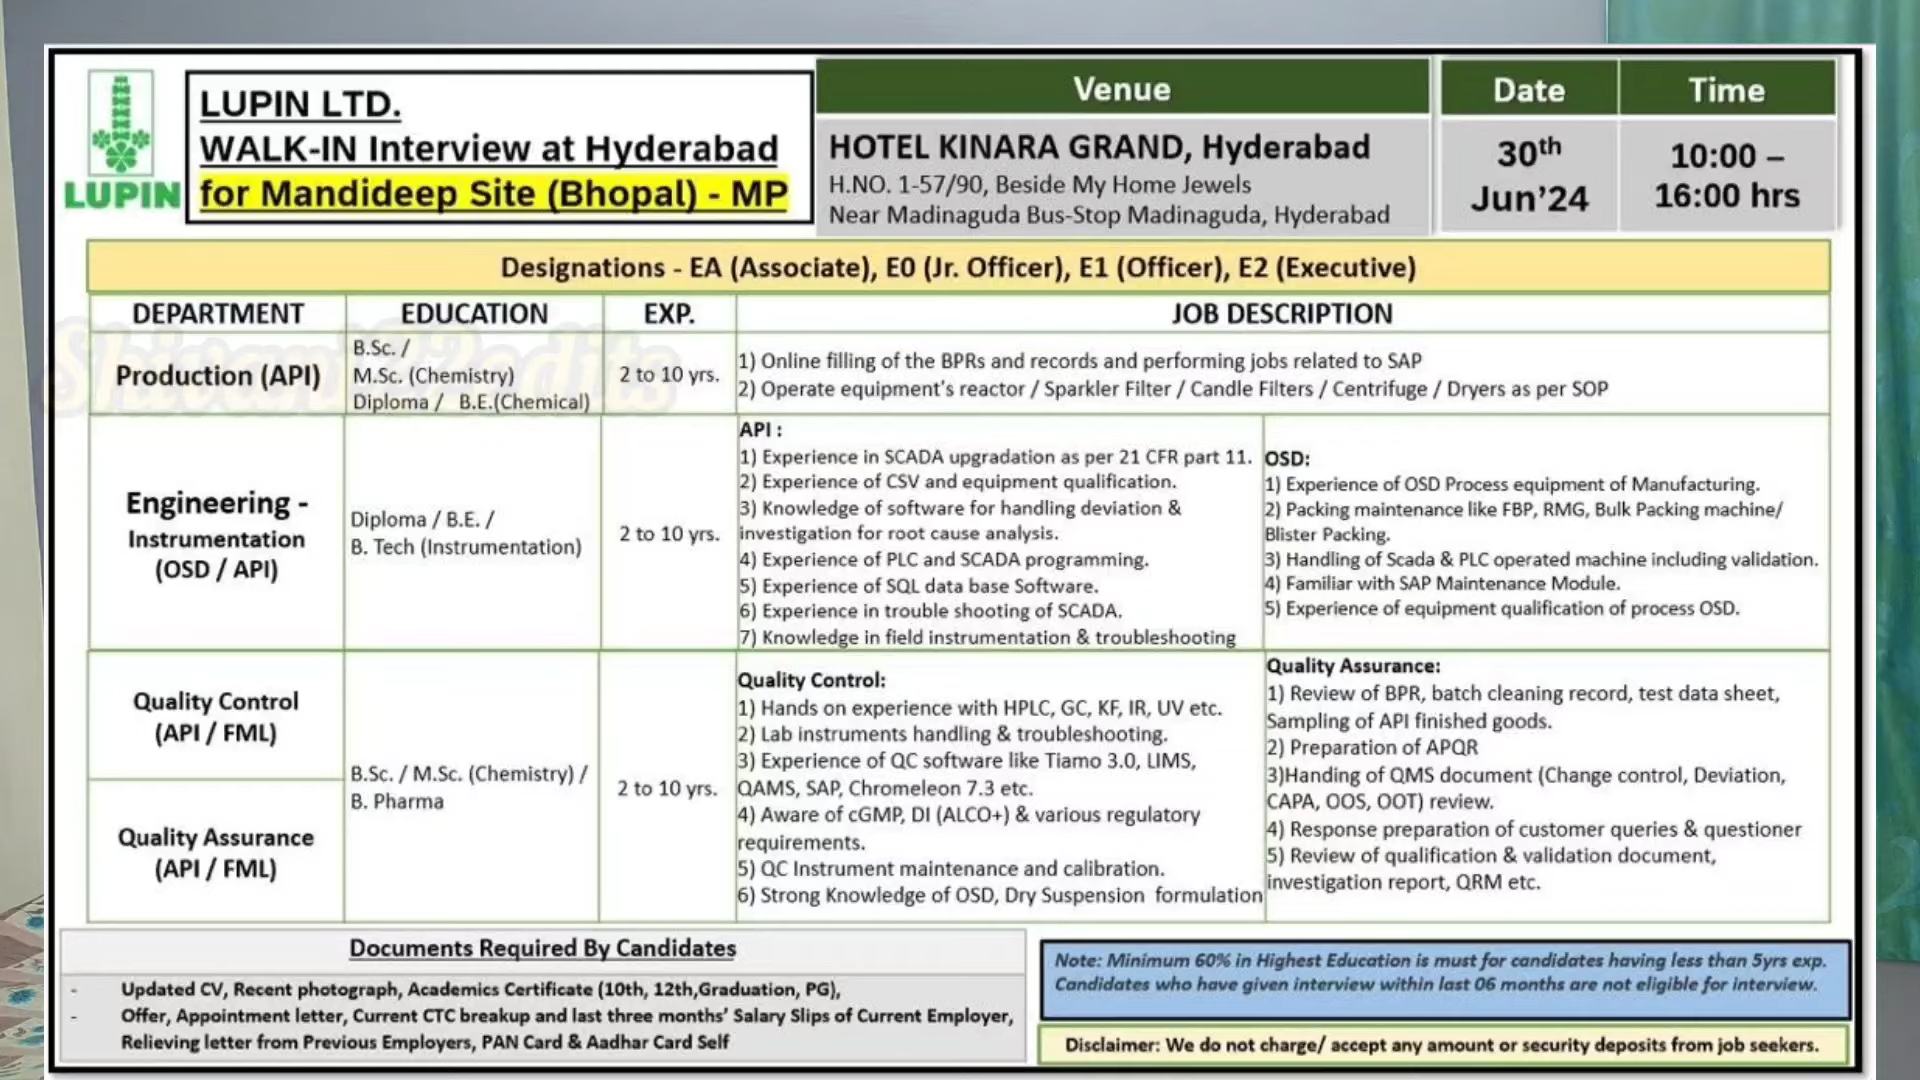 LUPIN
LUPIN LTD.
WALK-IN Interview at Hyderabad
for Mandideep Site (Bhopal) - MP
Venue
HOTEL KINARA GRAND, Hyderabad
H.NO. 1-57/90, Beside My Home Jewels
Near Madinaguda Bus-Stop Madinaguda, Hyderabad
Date
30th
Jun’24
Time
10:00 –
16:00 hrs
Designations - EA (Associate), E0 (Jr. Officer), E1 (Officer), E2 (Executive)
DEPARTMENT
EDUCATION
EXP.
JOB DESCRIPTION
Production (API)
B.Sc. /
M.Sc. (Chemistry)
Diploma / B.E.(Chemical)
2 to 10 yrs.
1) Online filling of the BPRs and records and performing jobs related to SAP
2) Operate equipment’s reactor / Sparkler Filter / Candle Filters / Centrifuge / Dryers as per SOP
Engineering -
Instrumentation
(OSD / API)
Diploma / B.E. /
B. Tech (Instrumentation)
2 to 10 yrs.
API :
1) Experience in SCADA upgradation as per 21 CFR part 11.
2) Experience of CSV and equipment qualification.
3) Knowledge of software for handling deviation &
investigation for root cause analysis.
4) Experience of PLC and SCADA programming.
5) Experience of SQL data base Software.
6) Experience in trouble shooting of SCADA.
7) Knowledge in field instrumentation & troubleshooting
OSD:
1) Experience of OSD Process equipment of Manufacturing.
2) Packing maintenance like FBP, RMG, Bulk Packing machine/
Blister Packing.
3) Handling of Scada & PLC operated machine including validation.
4) Familiar with SAP Maintenance Module.
5) Experience of equipment qualification of process OSD.
Quality Control
(API / FML)
Quality Assurance
(API / FML)
B.Sc. / M.Sc. (Chemistry) /
B. Pharma
2 to 10 yrs.
Quality Control:
1) Hands on experience with HPLC, GC, KF, IR, UV etc.
2) Lab instruments handling & troubleshooting.
3) Experience of QC software like Tiamo 3.0, LIMS,
QAMS, SAP, Chromeleon 7.3 etc.
4) Aware of cGMP, DI (ALCO+) & various regulatory
requirements.
5) QC Instrument maintenance and calibration.
6) Strong Knowledge of OSD, Dry Suspension formulation
Quality Assurance:
1) Review of BPR, batch cleaning record, test data sheet,
Sampling of API finished goods.
2) Preparation of APQR
3)Handing of QMS document (Change control, Deviation,
CAPA, OOS, OOT) review.
4) Response preparation of customer queries & questioner
5) Review of qualification & validation document,
investigation report, QRM etc.
Documents Required By Candidates
- Updated CV, Recent photograph, Academics Certificate (10th, 12th,Graduation, PG),
- Offer, Appointment letter, Current CTC breakup and last three months’ Salary Slips of Current Employer,
Relieving letter from Previous Employers, PAN Card & Aadhar Card Self
Note: Minimum 60% in Highest Education is must for candidates having less than 5yrs exp.
Candidates who have given interview within last 06 months are not eligible for interview.
Disclaimer: We do not charge/ accept any amount or security deposits from job seekers.